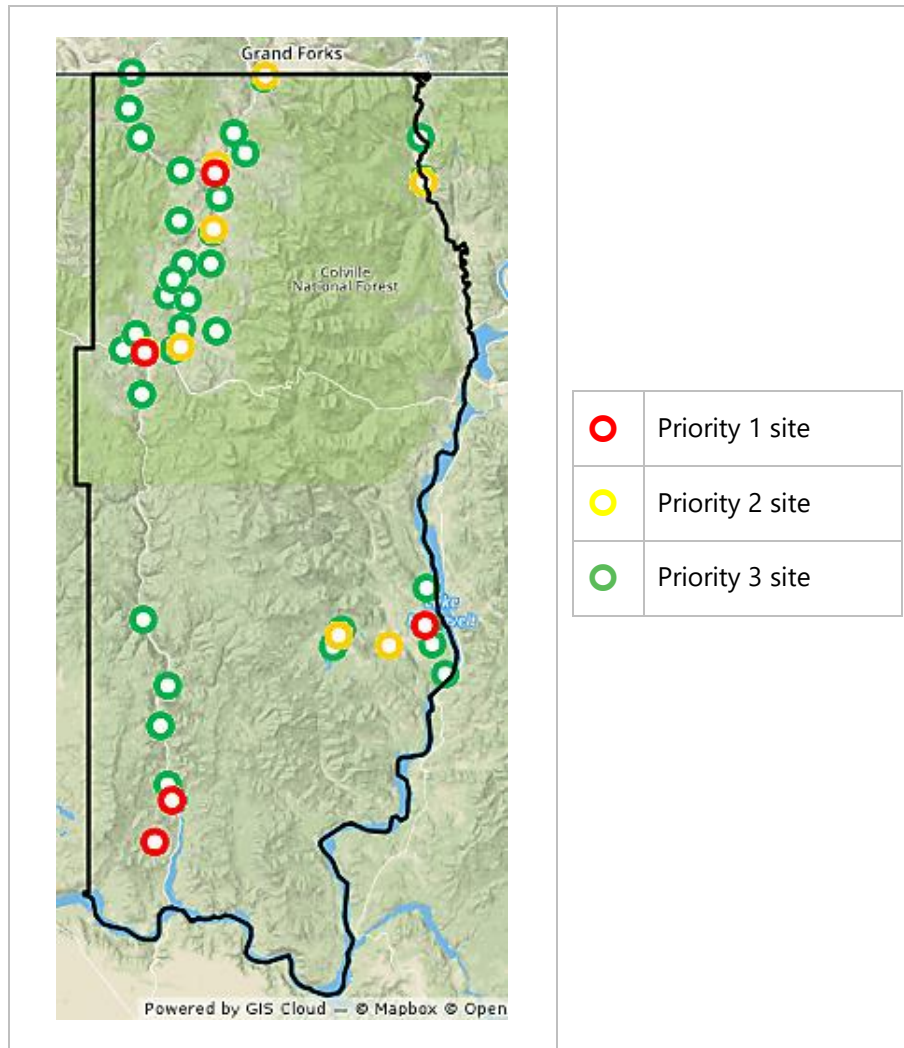 Grand Forks
Colville
National Forest
Priority 1 site
Priority 2 site
Priority 3 site
Powered by GIS Cloud — © Mapbox © Open